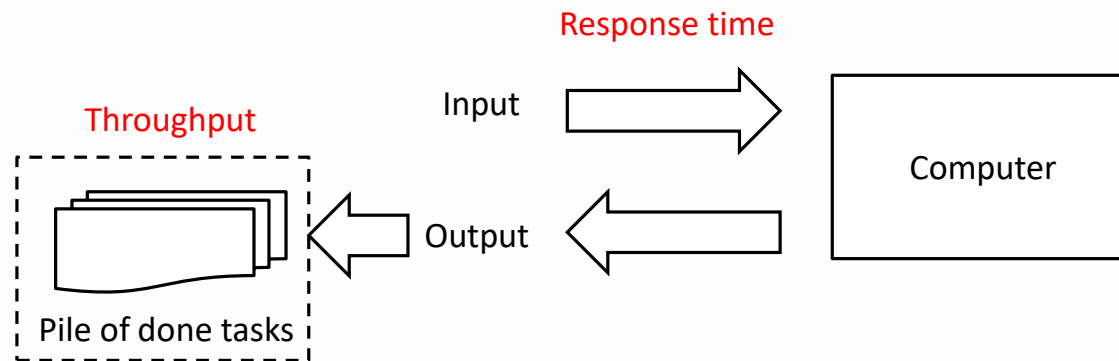 Response time
Input
Throughput
Computer
Output
Pile of done tasks